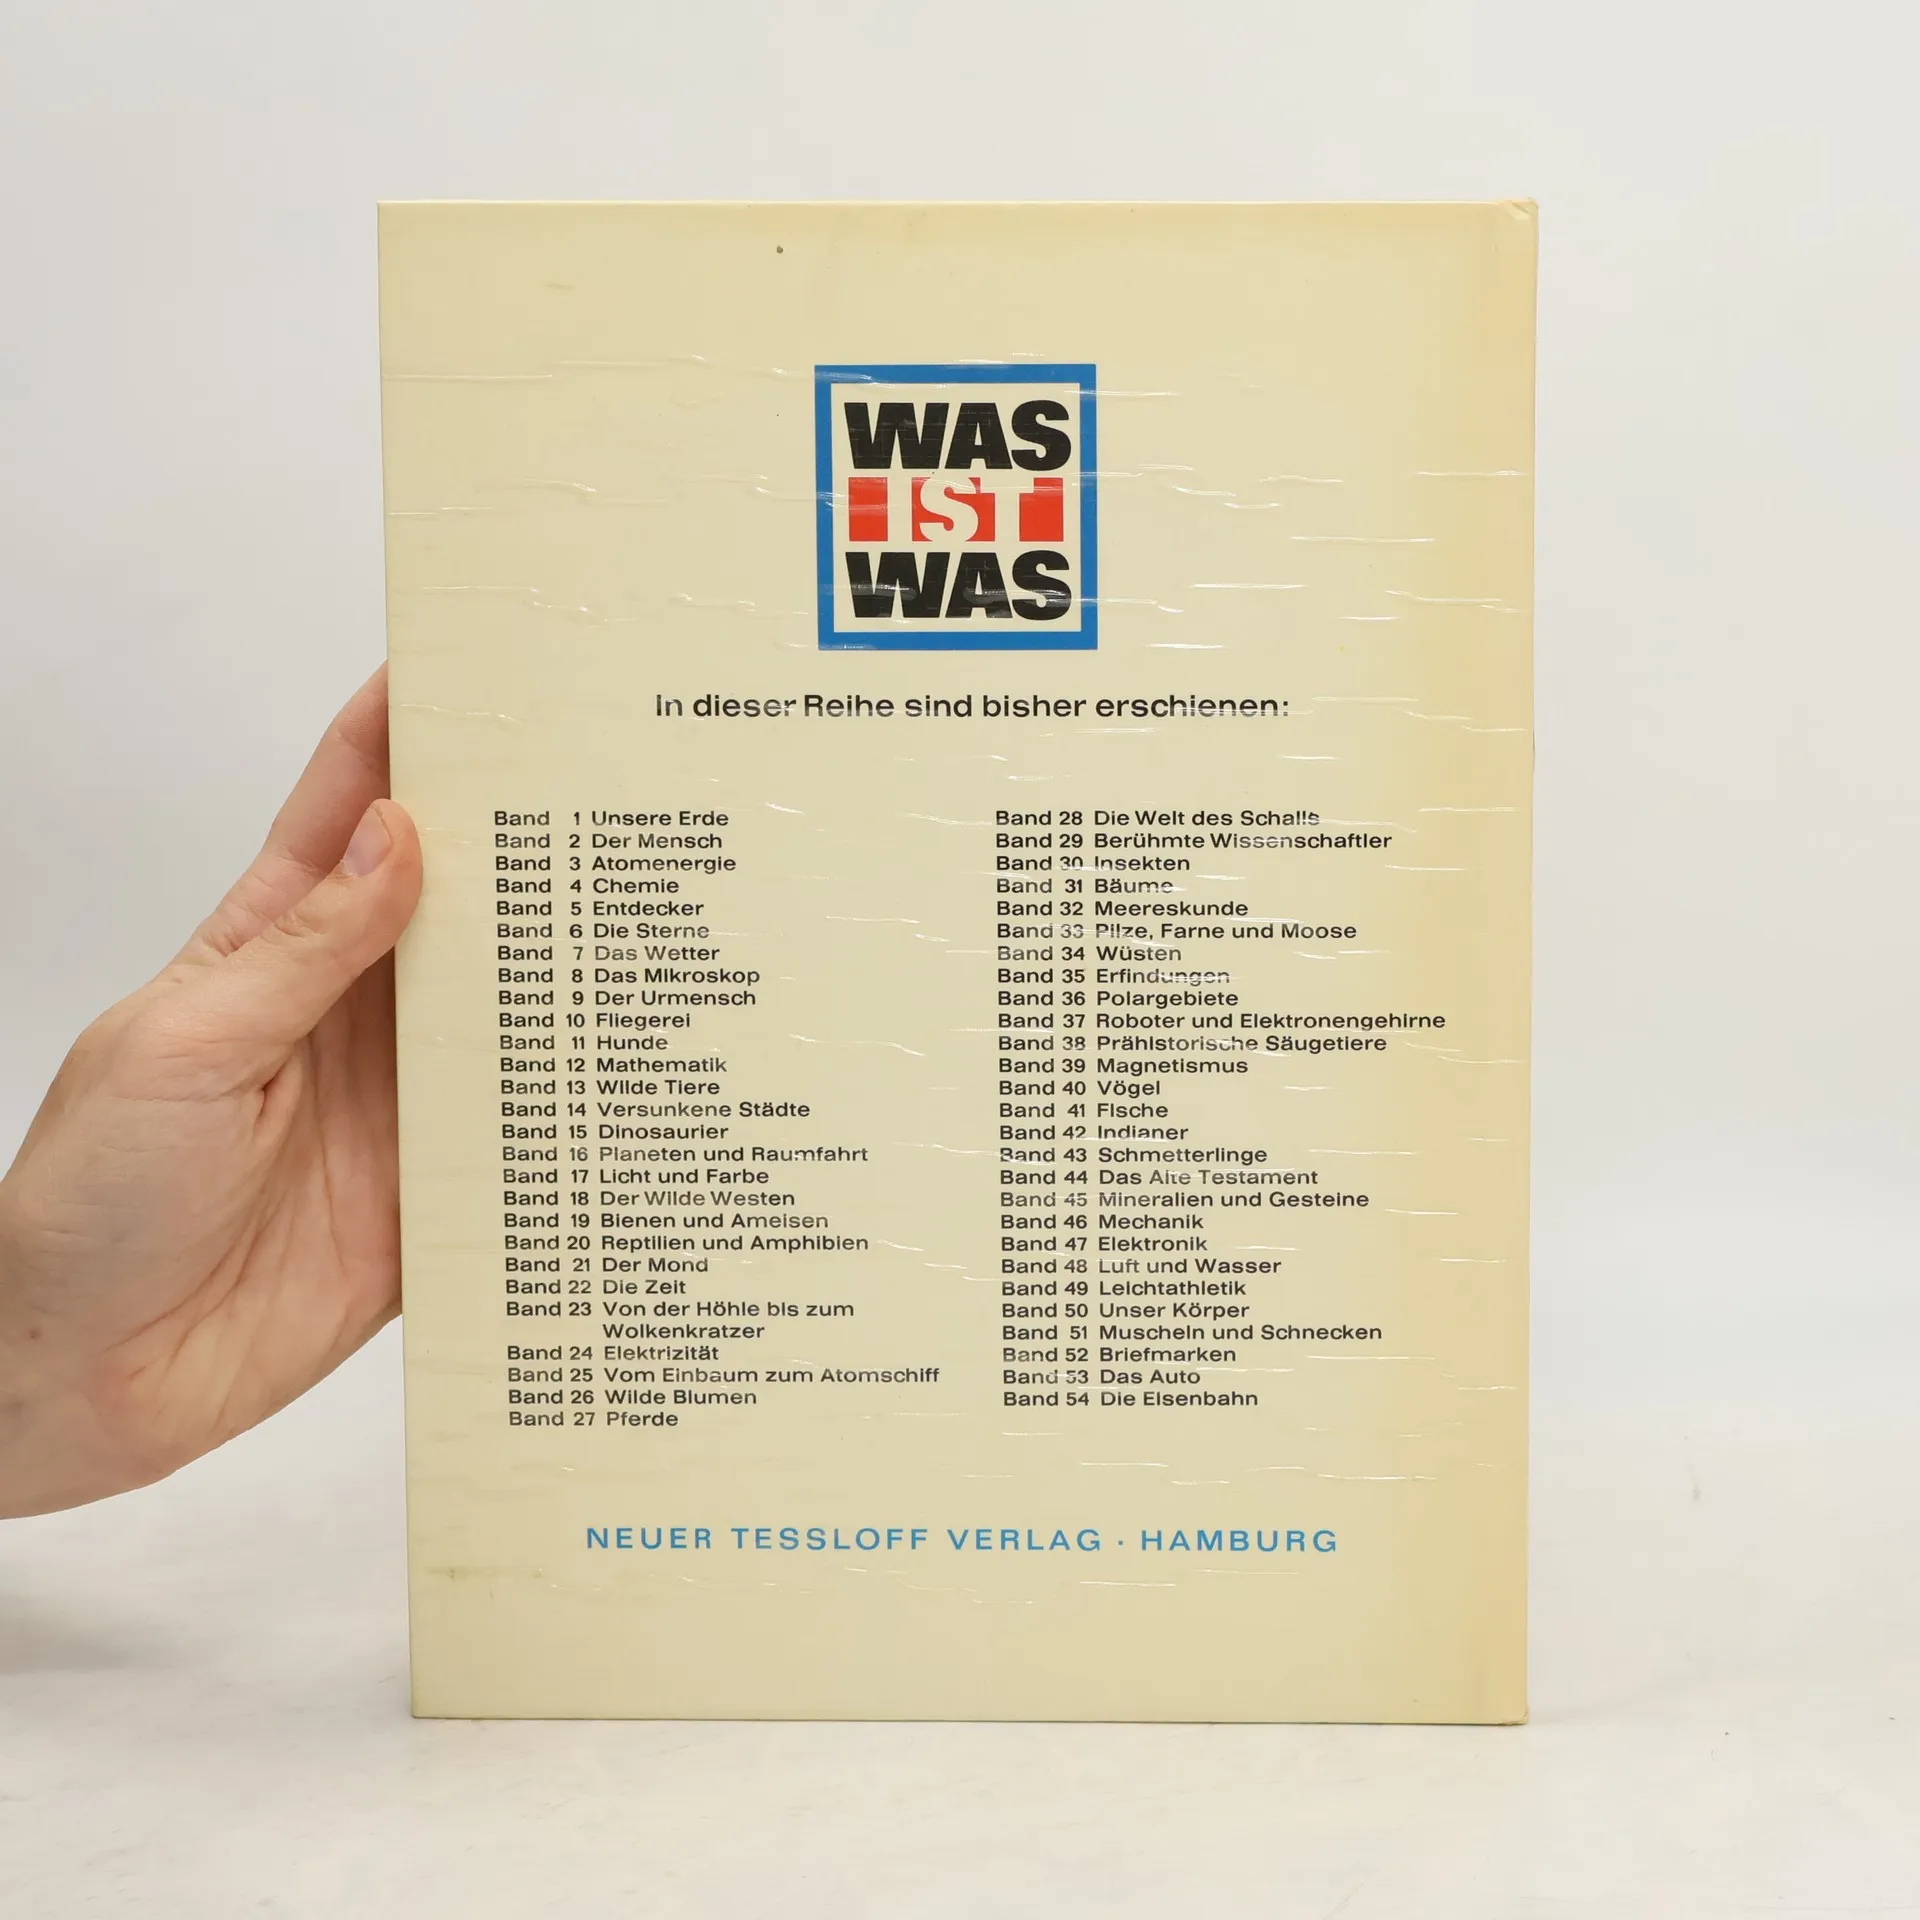 WAS
IST
WAS
In dieser Reihe sind bisher erschienen:
Band 1 Unsere Erde
Band 2 Der Mensch
Band 3 Atomenergie
Band 4 Chemie
Band 5 Entdecker
Band 6 Die Sterne
Band 7 Das Wetter
Band 8 Das Mikroskop
Band 9 Der Urmensch
Band 10 Fliegerei
Band 11 Hunde
Band 12 Mathematik
Band 13 Wilde Tiere
Band 14 Versunkene Städte
Band 15 Dinosaurier
Band 16 Planeten und Raumfahrt
Band 17 Licht und Farbe
Band 18 Der Wilde Westen
Band 19 Bienen und Ameisen
Band 20 Reptilien und Amphibien
Band 21 Der Mond
Band 22 Die Zeit
Band 23 Von der Höhle bis zum
Wolkenkratzer
Band 24 Elektrizität
Band 25 Vom Einbaum zum Atomschiff
Band 26 Wilde Blumen
Band 27 Pferde
Band 28 Die Welt des Schalls
Band 29 Berühmte Wissenschaftler
Band 30 Insekten
Band 31 Bäume
Band 32 Meereskunde
Band 33 Pilze, Farne und Moose
Band 34 Wüsten
Band 35 Erfindungen
Band 36 Polargebiete
Band 37 Roboter und Elektronengehirne
Band 38 Prähistorische Säugetiere
Band 39 Magnetismus
Band 40 Vögel
Band 41 Fische
Band 42 Indianer
Band 43 Schmetterlinge
Band 44 Das Alte Testament
Band 45 Mineralien und Gesteine
Band 46 Mechanik
Band 47 Elektronik
Band 48 Luft und Wasser
Band 49 Leichtathletik
Band 50 Unser Körper
Band 51 Muscheln und Schnecken
Band 52 Briefmarken
Band 53 Das Auto
Band 54 Die Eisenbahn
NEUER TESSLOFF VERLAG · HAMBURG